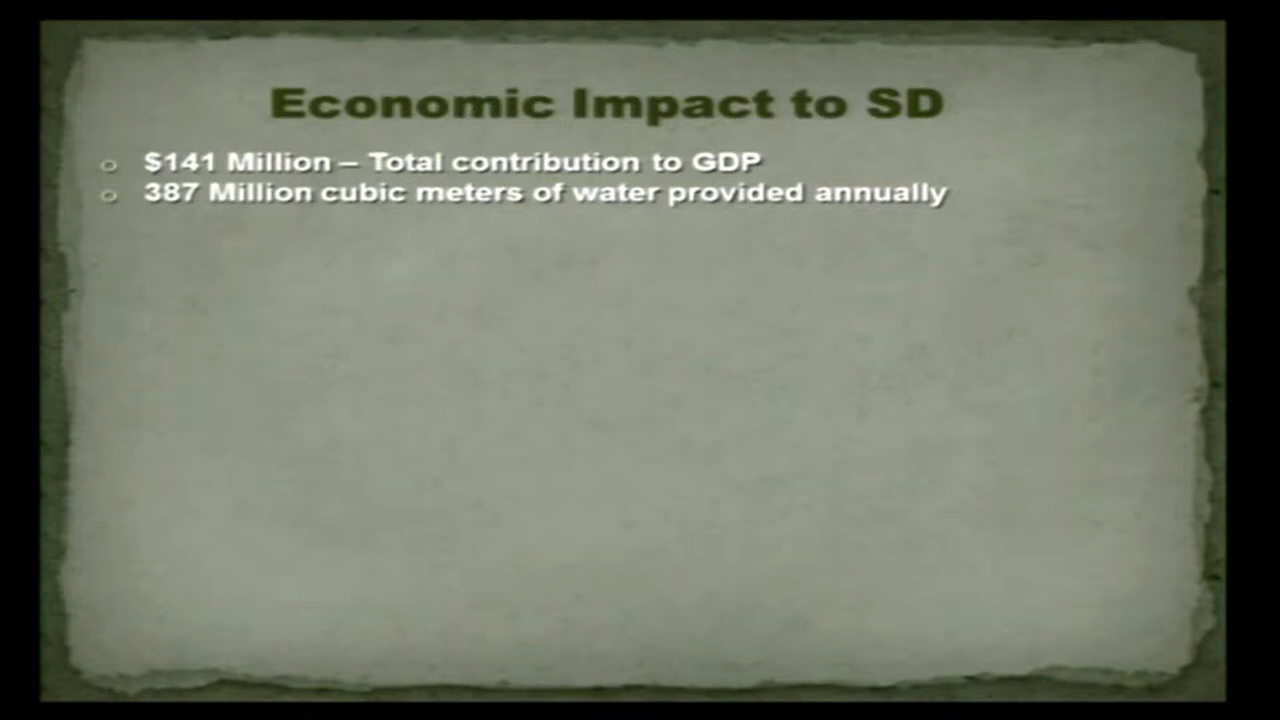 Economic Impact to SD
$141 Million – Total contribution to GDP
387 Million cubic meters of water provided annually